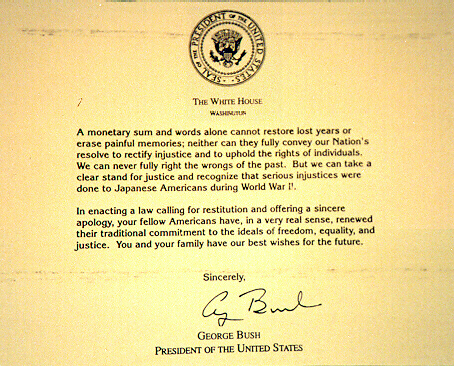 SEAL OF THE PRESIDENT OF THE UNITED STATES
THE WHITE HOUSE
WASHINGTON
A monetary sum and words alone cannot restore lost years or
erase painful memories; neither can they fully convey our Nation's
resolve to rectify injustice and to uphold the rights of individuals.
We can never fully right the wrongs of the past. But we can take a
clear stand for justice and recognize that serious injustices were
done to Japanese Americans during World War II.
In enacting a law calling for restitution and offering a sincere
apology, your fellow Americans have, in a very real sense, renewed
their traditional commitment to the ideals of freedom, equality, and
justice. You and your family have our best wishes for the future.
Sincerely,
G Bush
GEORGE BUSH
PRESIDENT OF THE UNITED STATES